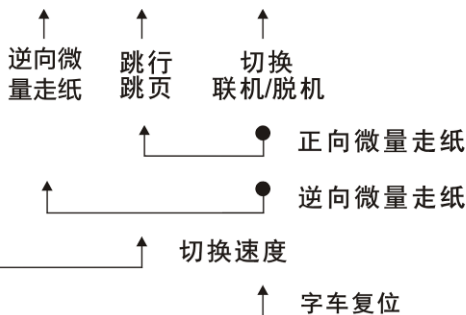 逆向微
量走纸
跳行
跳页
切换
联机/脱机
正向微量走纸
逆向微量走纸
切换速度
字车复位